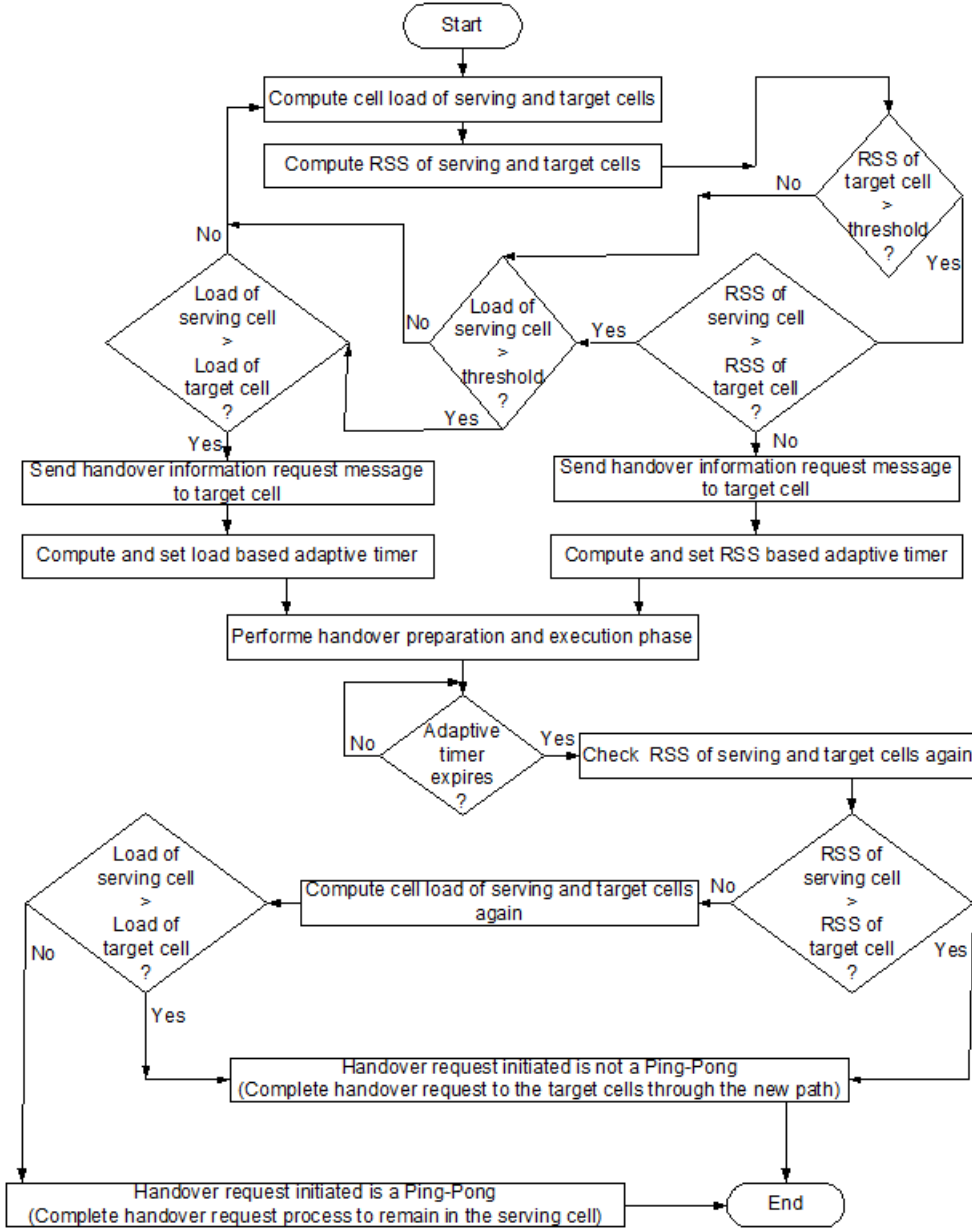 Start
Compute cell load of serving and target cells
Compute RSS of serving and target cells
RSS of
target cell
>
threshold
?
No
Yes
No
Load of
serving cell
>
Load of
target cell
?
No
Load of
serving cell
>
threshold
?
Yes
RSS of
serving cell
>
RSS of
target cell
?
Yes
Yes
No
Send handover information request message
to target cell
Send handover information request message
to target cell
Compute and set load based adaptive timer
Compute and set RSS based adaptive timer
Performe handover preparation and execution phase
Adaptive
timer
expires
?
No
Yes
Check RSS of serving and target cells again
Load of
serving cell
>
Load of
target cell
?
Compute cell load of serving and target cells
again
No
RSS of
serving cell
>
RSS of
target cell
?
No
Yes
Yes
Handover request initiated is not a Ping-Pong
(Complete handover request to the target cells through the new path)
Handover request initiated is a Ping-Pong
(Complete handover request process to remain in the serving cell)
End